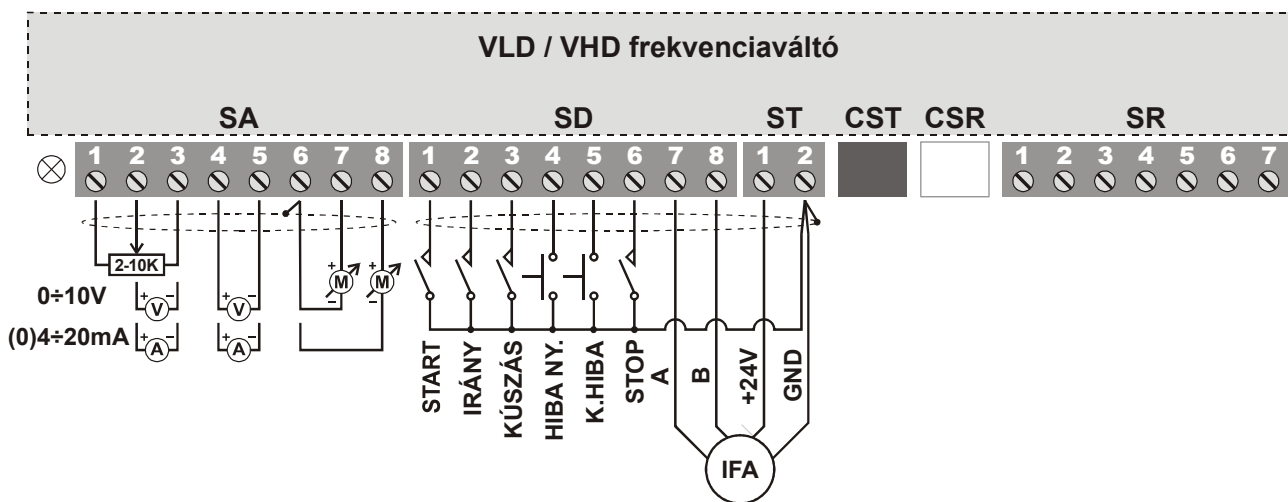 VLD / VHD frekvenciaváltó
SA SD ST CST CSR SR
1 2 3 4 5 6 7 8 1 2 3 4 5 6 7 8 1 2 1 2 3 4 5 6 7
2-10K
+ M − + M −
0÷10V + V − + V −
(0)4÷20mA + A − + A −
START
IRÁNY
KÚSZÁS
HIBA NY.
K.HIBA
STOP
A
B
+24V
GND
IFA